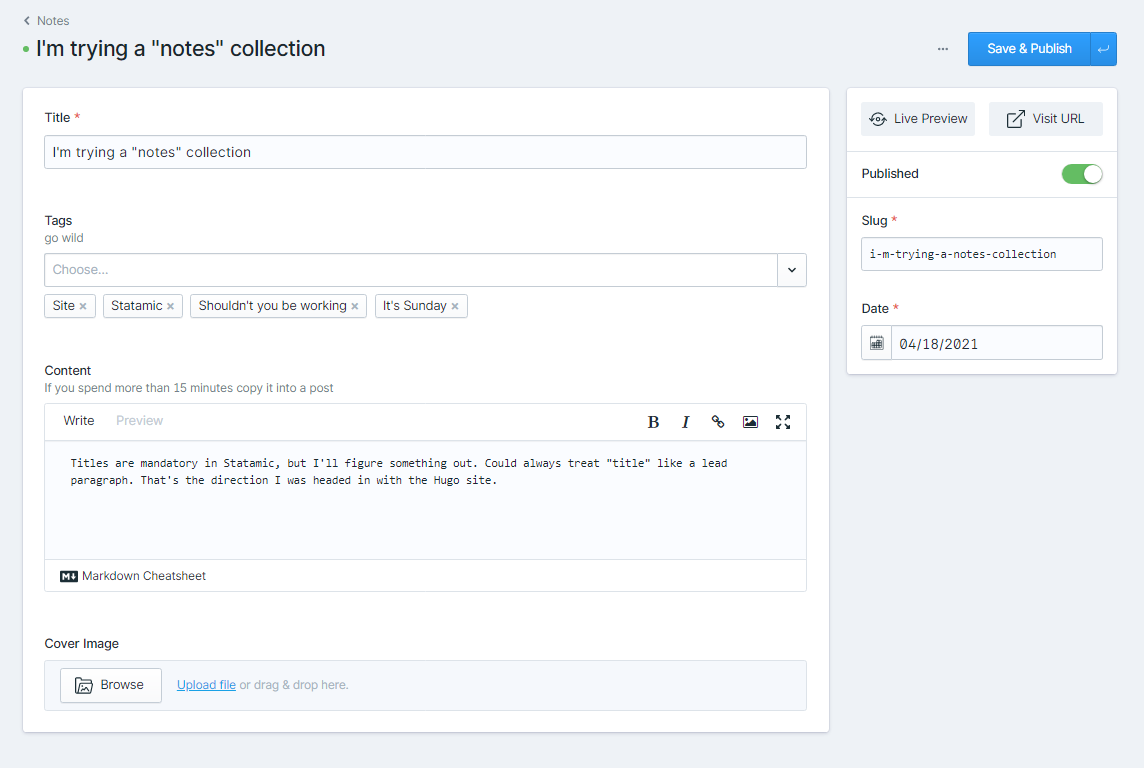 Notes
I'm trying a "notes" collection
Save & Publish
Title *
I'm trying a "notes" collection
Tags
go wild
Choose...
Site × Statamic × Shouldn't you be working × It's Sunday ×
Content
If you spend more than 15 minutes copy it into a post
Write Preview B I
Titles are mandatory in Statamic, but I'll figure something out. Could always treat "title" like a lead
paragraph. That's the direction I was headed in with the Hugo site.
M Markdown Cheatsheet
Cover Image
Browse Upload file or drag & drop here.
Live Preview Visit URL
Published
Slug *
i-m-trying-a-notes-collection
Date *
04/18/2021